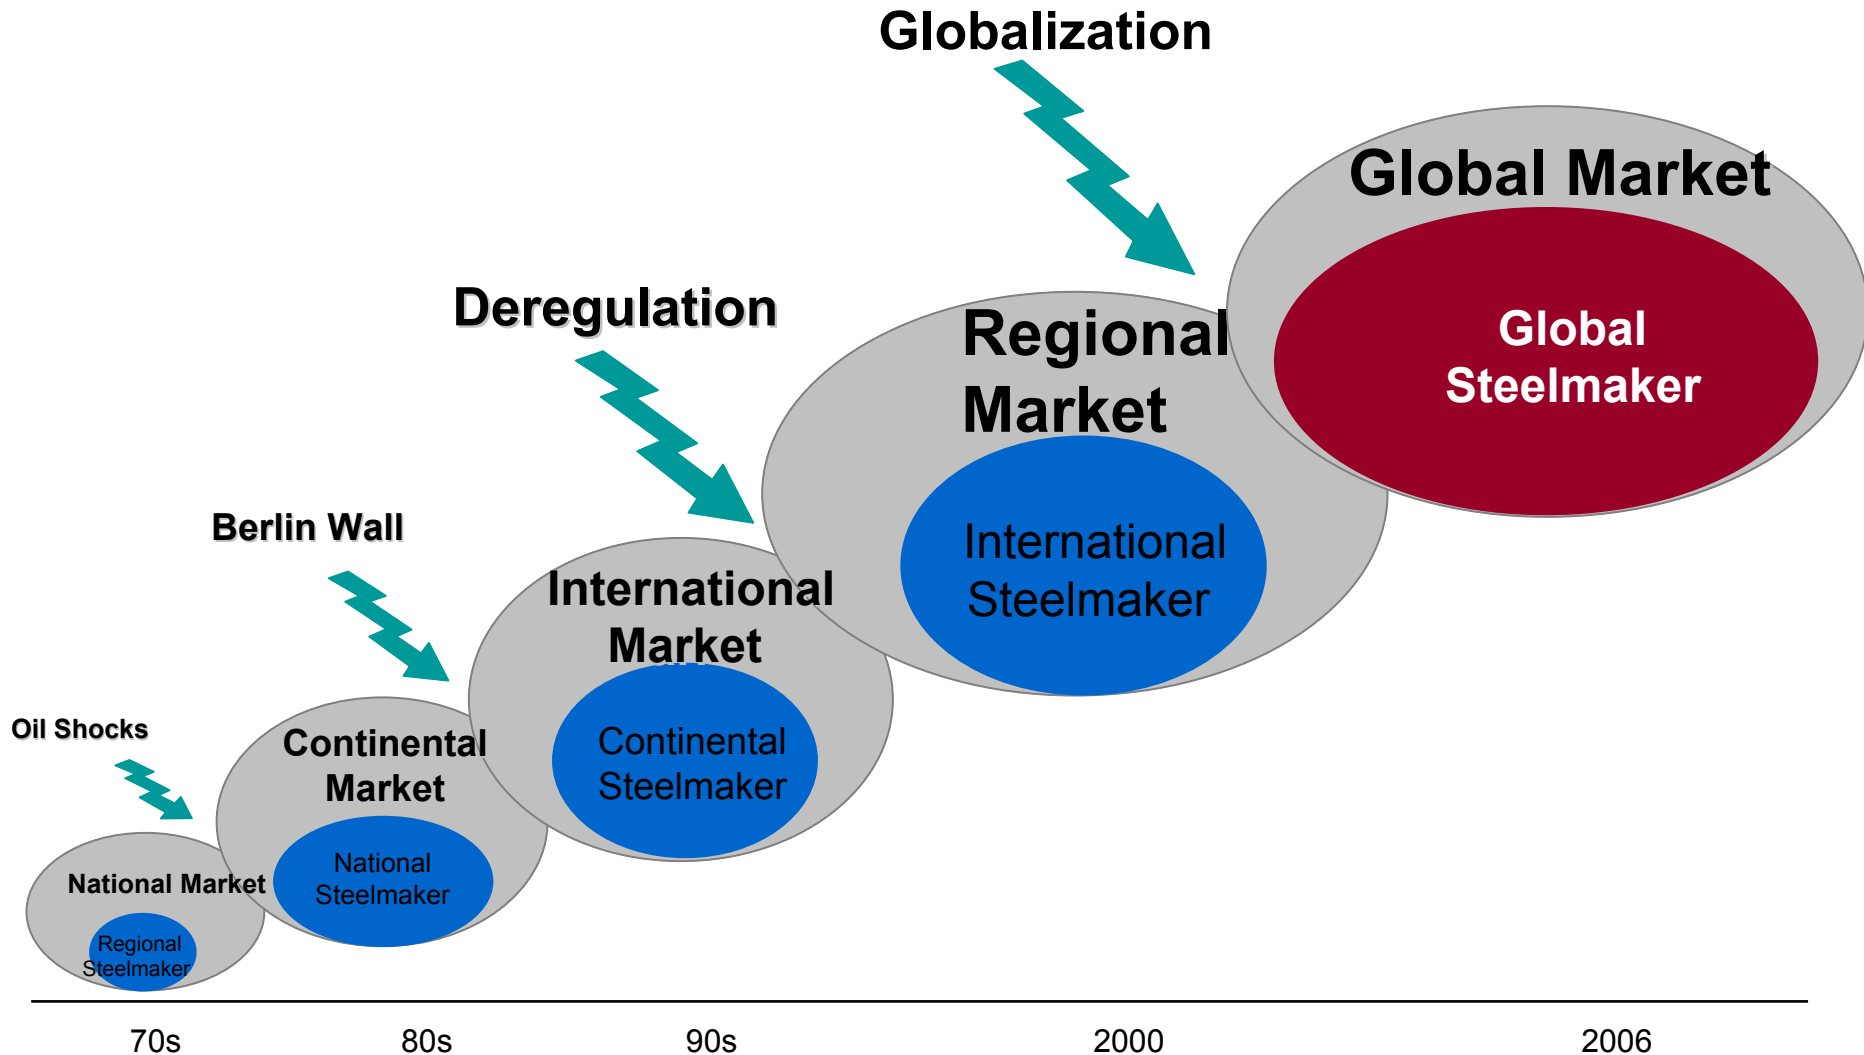 Globalization
Global Market
Global
Steelmaker
Deregulation
Regional
Market
International
Steelmaker
Berlin Wall
International
Market
Continental
Steelmaker
Oil Shocks
Continental
Market
National
Steelmaker
National Market
Regional
Steelmaker
70s
80s
90s
2000
2006